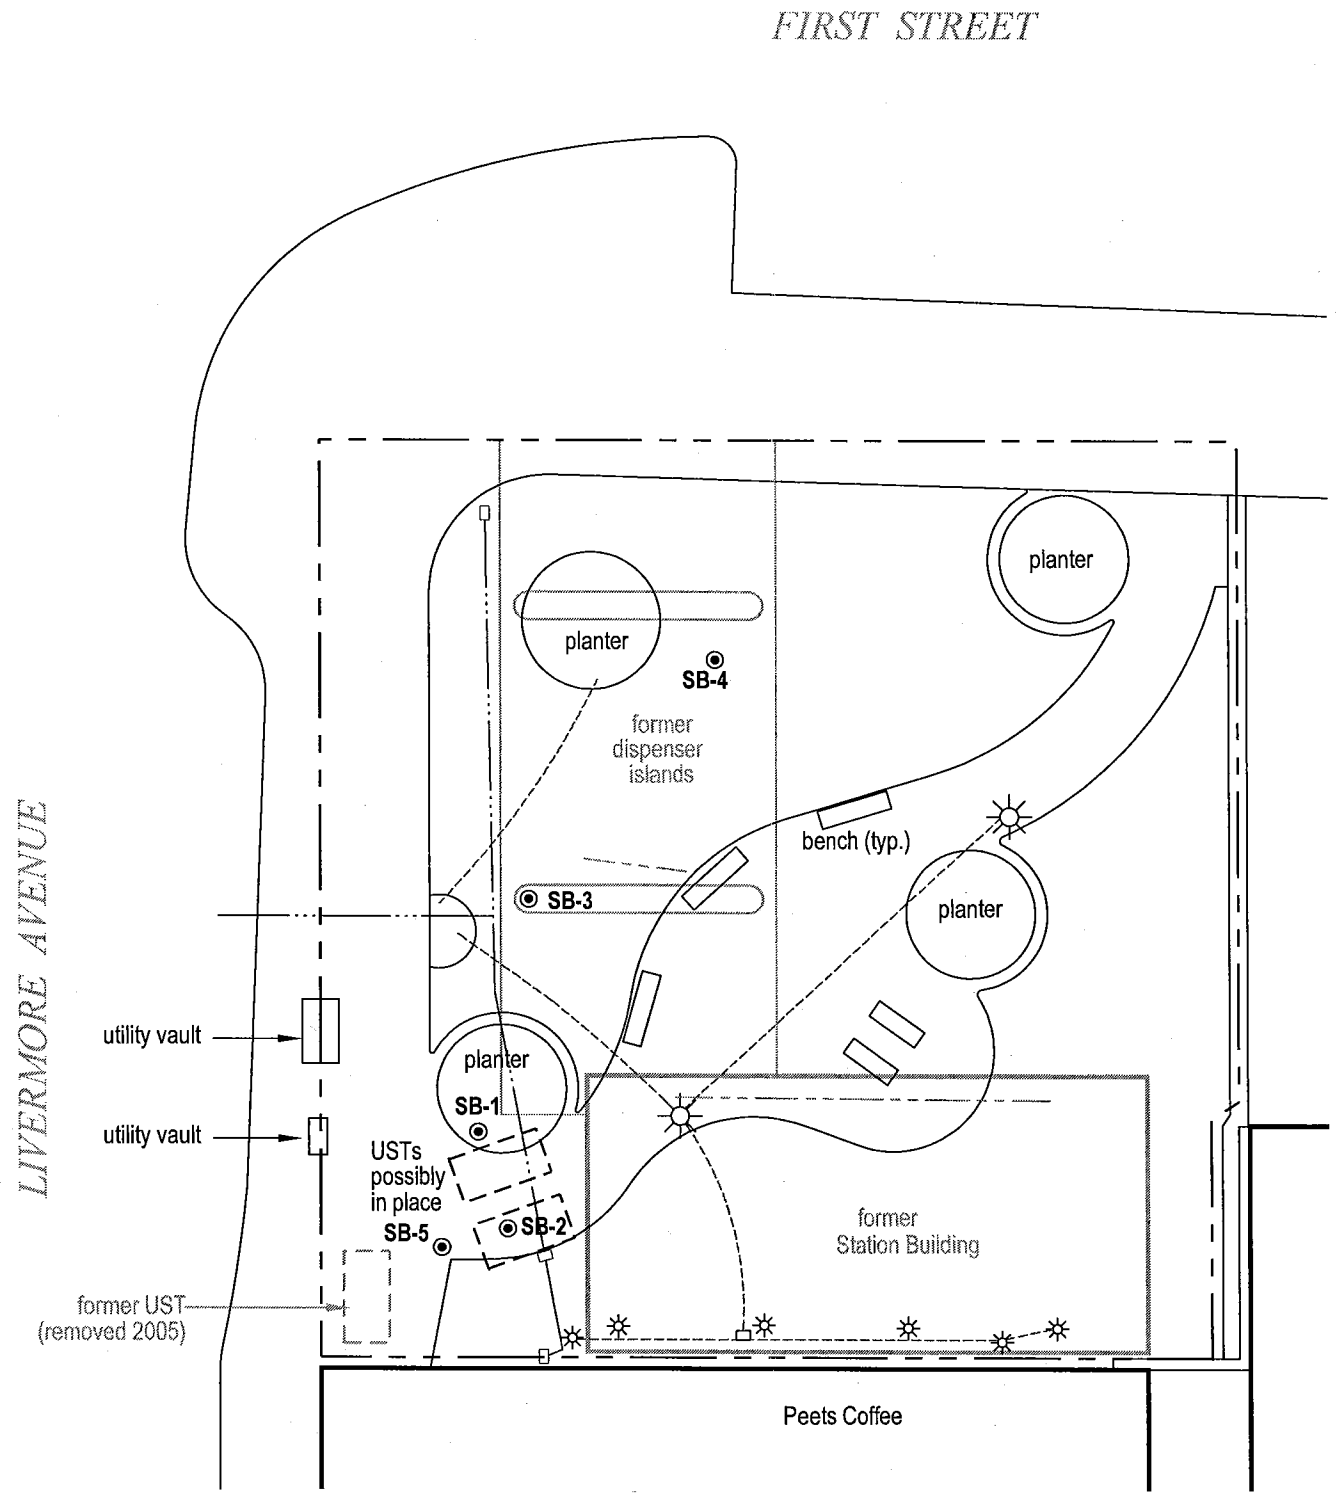 FIRST STREET
planter
planter
SB-4
former
dispenser
islands
LIVERMORE AVENUE
bench (typ.)
SB-3
planter
utility vault
planter
SB-1
utility vault
USTs
possibly
in place
SB-2
SB-5
former
Station Building
former UST
(removed 2005)
Peets Coffee